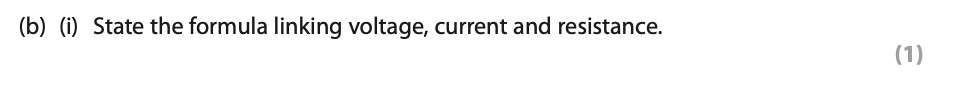 (b) (i) State the formula linking voltage, current and resistance.
(1)